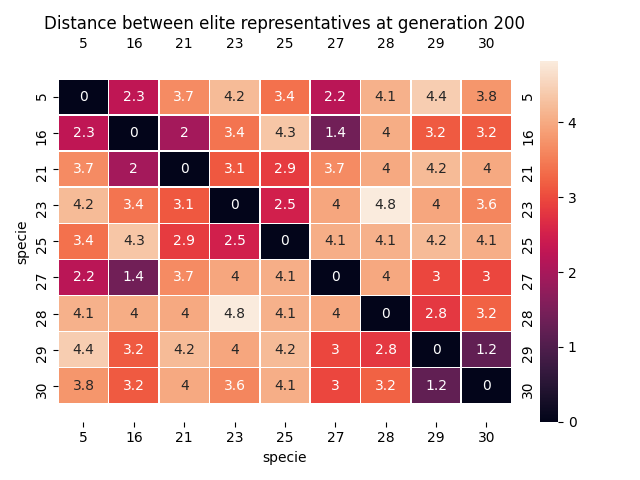 Distance between elite representatives at generation 200
5 16 21 23 25 27 28 29 30
5 0 2.3 3.7 4.2 3.4 2.2 4.1 4.4 3.8 5
16 2.3 0 2 3.4 4.3 1.4 4 3.2 3.2 16
21 3.7 2 0 3.1 2.9 3.7 4 4.2 4 21
23 4.2 3.4 3.1 0 2.5 4 4.8 4 3.6 23
25 3.4 4.3 2.9 2.5 0 4.1 4.1 4.2 4.1 25
27 2.2 1.4 3.7 4 4.1 0 4 3 3 27
28 4.1 4 4 4.8 4.1 4 0 2.8 3.2 28
29 4.4 3.2 4.2 4 4.2 3 2.8 0 1.2 29
30 3.8 3.2 4 3.6 4.1 3 3.2 1.2 0 30
5 16 21 23 25 27 28 29 30
specie
specie
4
3
2
1
0